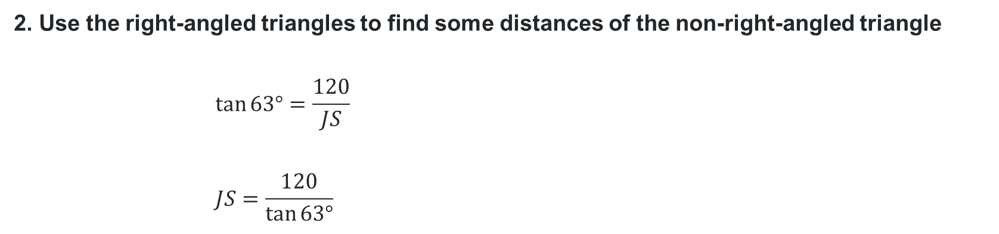 2. Use the right-angled triangles to find some distances of the non-right-angled triangle
tan 63° = 120/JS
JS = 120/tan 63°